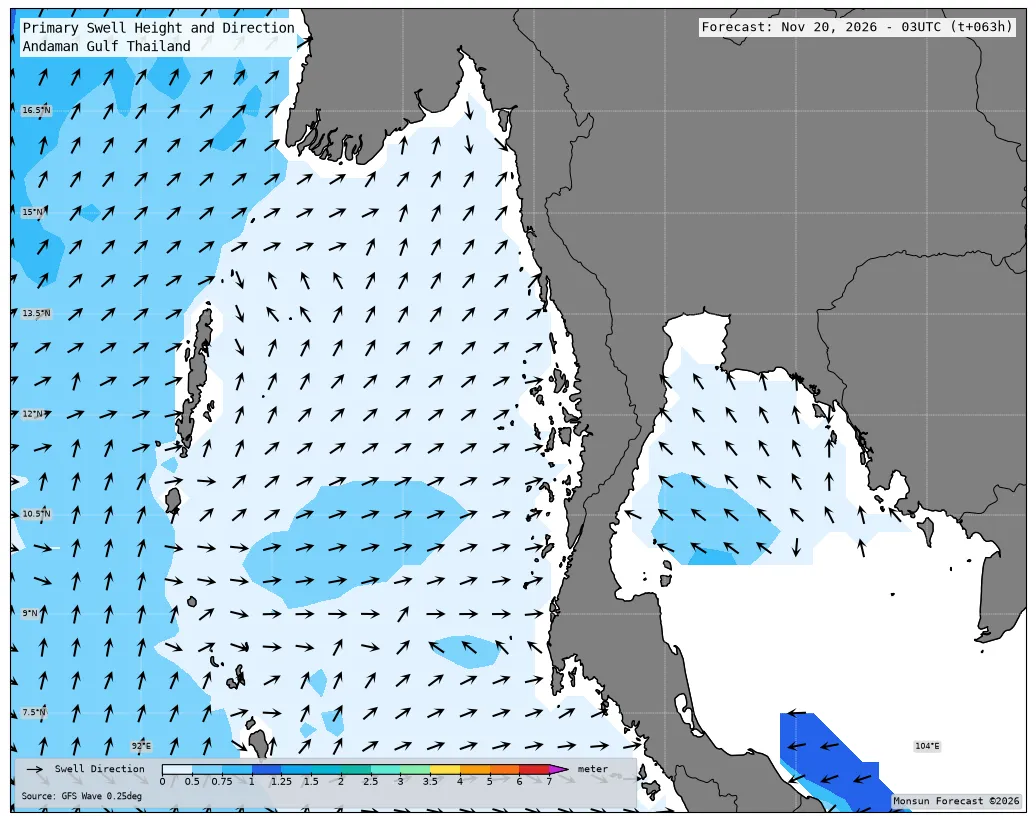 Primary Swell Height and Direction
Andaman Gulf Thailand
Forecast: Nov 20, 2026 - 03UTC (t+063h)
16.5°N
15°N
13.5°N
12°N
10.5°N
9°N
7.5°N
92°E
104°E
Swell Direction
0 0.5 0.75 1.25 1.5 2 2.5 3 3.5 4 5 6 7
meter
Source: GFS Wave 0.25deg
Monsun Forecast ©2026